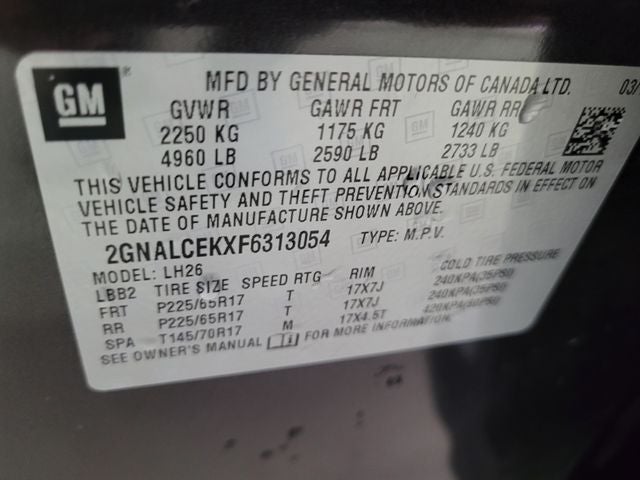 GM ®
MFD BY GENERAL MOTORS OF CANADA LTD. 03/
GVWR GAWR FRT GAWR RR
2250 KG 1175 KG 1240 KG
4960 LB 2590 LB 2733 LB
THIS VEHICLE CONFORMS TO ALL APPLICABLE U.S. FEDERAL MOTOR
VEHICLE SAFETY AND THEFT PREVENTION STANDARDS IN EFFECT ON
THE DATE OF MANUFACTURE SHOWN ABOVE.
2GNALCEKXF6313054 TYPE: M.P.V.
MODEL: LH26
LBB2 TIRE SIZE SPEED RTG RIM COLD TIRE PRESSURE
FRT P225/65R17 T 17X7J 240KPA(35PSI)
RR P225/65R17 T 17X7J 240KPA(35PSI)
SPA T145/70R17 M 17X4.5T 420KPA(60PSI)
SEE OWNER'S MANUAL FOR MORE INFORMATION.